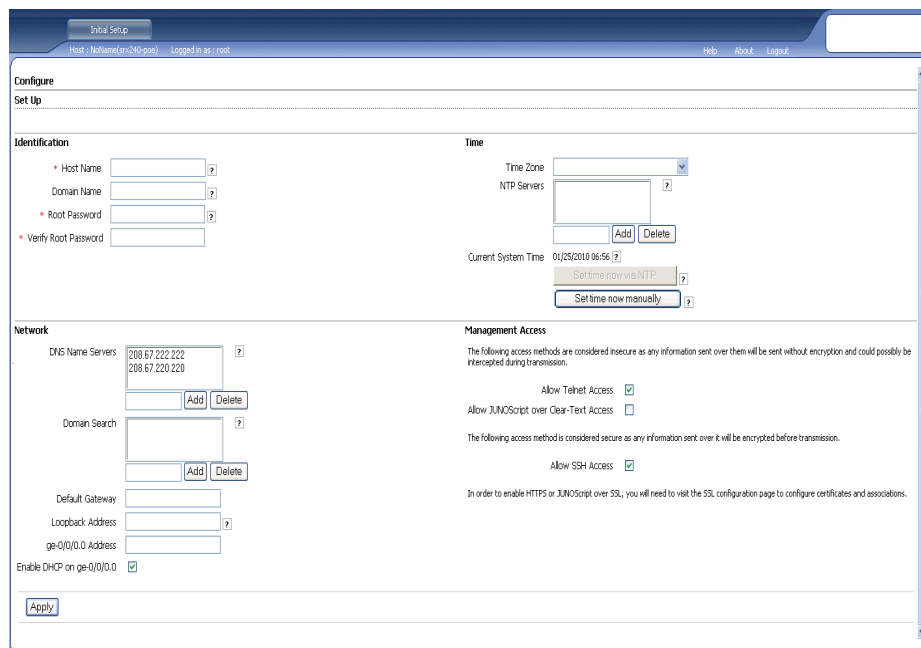 Initial Setup
Host : NoName(srx240-poe) Logged in as : root
Help About Logout
Configure
Set Up
Identification
* Host Name ?
Domain Name ?
* Root Password ?
* Verify Root Password
Time
Time Zone
NTP Servers ?
Add Delete
Current System Time 01/25/2010 06:56 ?
Set time now via NTP ?
Set time now manually ?
Network
DNS Name Servers ?
208.67.222.222
208.67.220.220
Add Delete
Domain Search ?
Add Delete
Default Gateway
Loopback Address ?
ge-0/0/0.0 Address
Enable DHCP on ge-0/0/0.0
Management Access
The following access methods are considered insecure as any information sent over them will be sent without encryption and could possibly be
intercepted during transmission.
Allow Telnet Access
Allow JUNOScript over Clear-Text Access
The following access method is considered secure as any information sent over it will be encrypted before transmission.
Allow SSH Access
In order to enable HTTPS or JUNOScript over SSL, you will need to visit the SSL configuration page to configure certificates and associations.
Apply